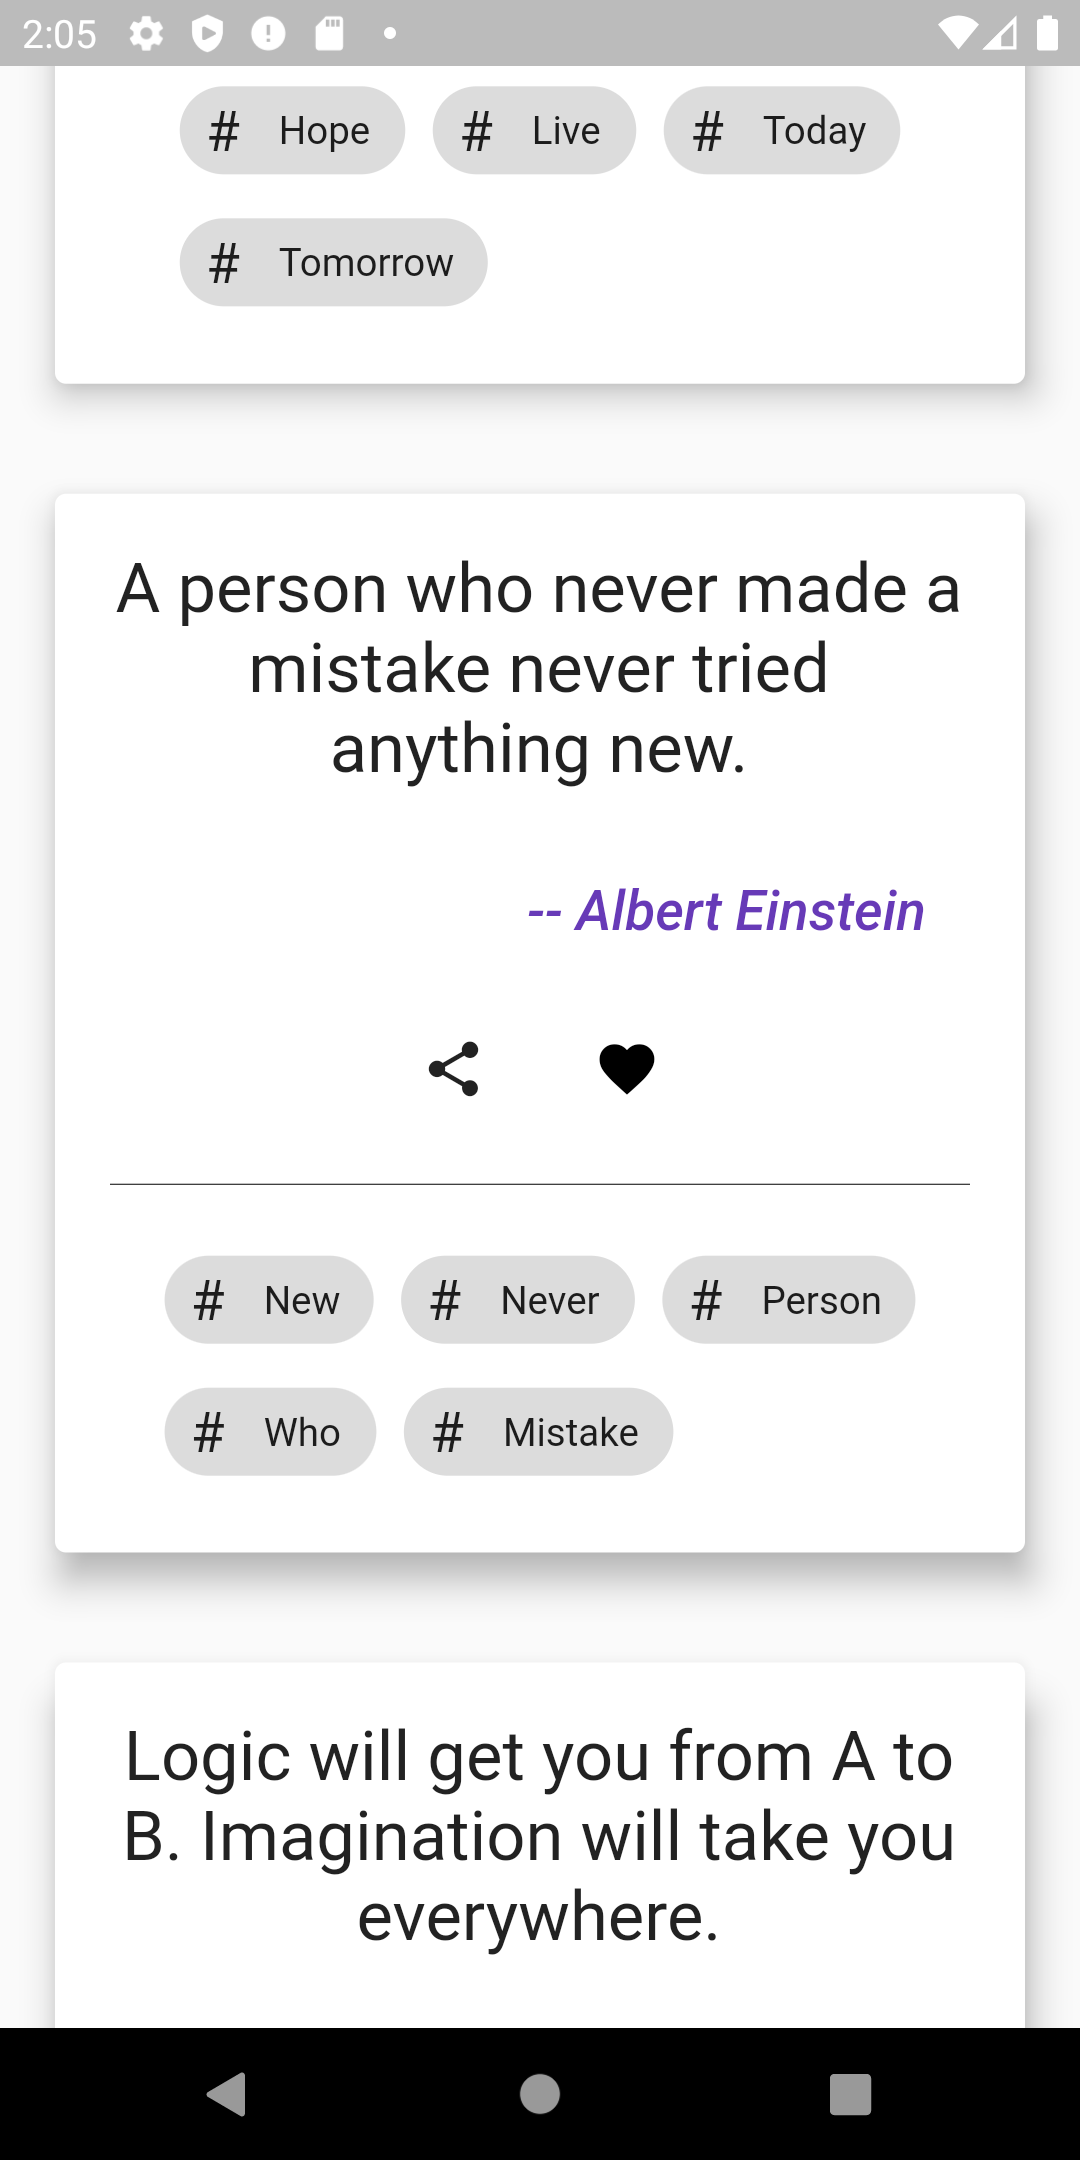 2:05
# Hope # Live # Today
# Tomorrow
A person who never made a
mistake never tried
anything new.
-- Albert Einstein
# New # Never # Person
# Who # Mistake
Logic will get you from A to
B. Imagination will take you
everywhere.